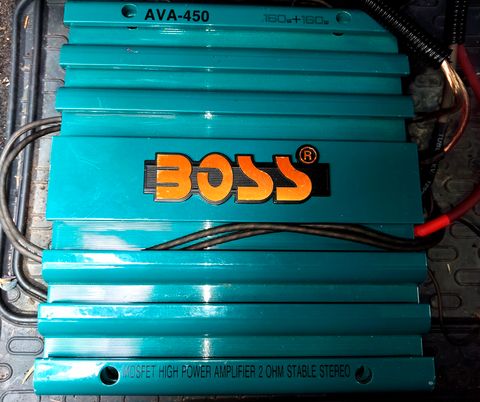 AVA-450
160w+160w
BOSS®
MOSFET HIGH POWER AMPLIFIER 2 OHM STABLE STEREO